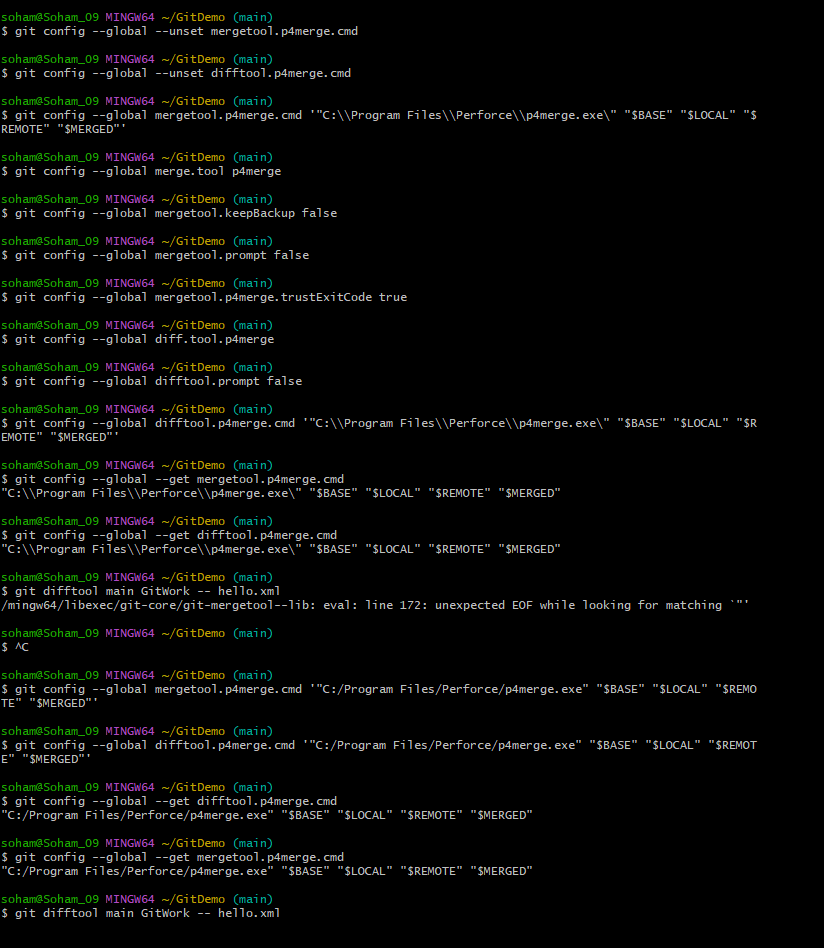 soham@Soham_09 MINGW64 ~/GitDemo (main)
$ git config --global --unset mergetool.p4merge.cmd
soham@Soham_09 MINGW64 ~/GitDemo (main)
$ git config --global --unset difftool.p4merge.cmd
soham@Soham_09 MINGW64 ~/GitDemo (main)
$ git config --global mergetool.p4merge.cmd '"C:\\Program Files\\Perforce\\p4merge.exe\" "$BASE" "$LOCAL" "$
REMOTE" "$MERGED"'
soham@Soham_09 MINGW64 ~/GitDemo (main)
$ git config --global merge.tool p4merge
soham@Soham_09 MINGW64 ~/GitDemo (main)
$ git config --global mergetool.keepBackup false
soham@Soham_09 MINGW64 ~/GitDemo (main)
$ git config --global mergetool.prompt false
soham@Soham_09 MINGW64 ~/GitDemo (main)
$ git config --global mergetool.p4merge.trustExitCode true
soham@Soham_09 MINGW64 ~/GitDemo (main)
$ git config --global diff.tool.p4merge
soham@Soham_09 MINGW64 ~/GitDemo (main)
$ git config --global difftool.prompt false
soham@Soham_09 MINGW64 ~/GitDemo (main)
$ git config --global difftool.p4merge.cmd '"C:\\Program Files\\Perforce\\p4merge.exe\" "$BASE" "$LOCAL" "$R
EMOTE" "$MERGED"'
soham@Soham_09 MINGW64 ~/GitDemo (main)
$ git config --global --get mergetool.p4merge.cmd
"C:\\Program Files\\Perforce\\p4merge.exe\" "$BASE" "$LOCAL" "$REMOTE" "$MERGED"
soham@Soham_09 MINGW64 ~/GitDemo (main)
$ git config --global --get difftool.p4merge.cmd
"C:\\Program Files\\Perforce\\p4merge.exe\" "$BASE" "$LOCAL" "$REMOTE" "$MERGED"
soham@Soham_09 MINGW64 ~/GitDemo (main)
$ git difftool main GitWork -- hello.xml
/mingw64/libexec/git-core/git-mergetool--lib: eval: line 172: unexpected EOF while looking for matching `"'
soham@Soham_09 MINGW64 ~/GitDemo (main)
$ ^C
soham@Soham_09 MINGW64 ~/GitDemo (main)
$ git config --global mergetool.p4merge.cmd '"C:/Program Files/Perforce/p4merge.exe" "$BASE" "$LOCAL" "$REMO
TE" "$MERGED"'
soham@Soham_09 MINGW64 ~/GitDemo (main)
$ git config --global difftool.p4merge.cmd '"C:/Program Files/Perforce/p4merge.exe" "$BASE" "$LOCAL" "$REMOT
E" "$MERGED"'
soham@Soham_09 MINGW64 ~/GitDemo (main)
$ git config --global --get difftool.p4merge.cmd
"C:/Program Files/Perforce/p4merge.exe" "$BASE" "$LOCAL" "$REMOTE" "$MERGED"
soham@Soham_09 MINGW64 ~/GitDemo (main)
$ git config --global --get mergetool.p4merge.cmd
"C:/Program Files/Perforce/p4merge.exe" "$BASE" "$LOCAL" "$REMOTE" "$MERGED"
soham@Soham_09 MINGW64 ~/GitDemo (main)
$ git difftool main GitWork -- hello.xml